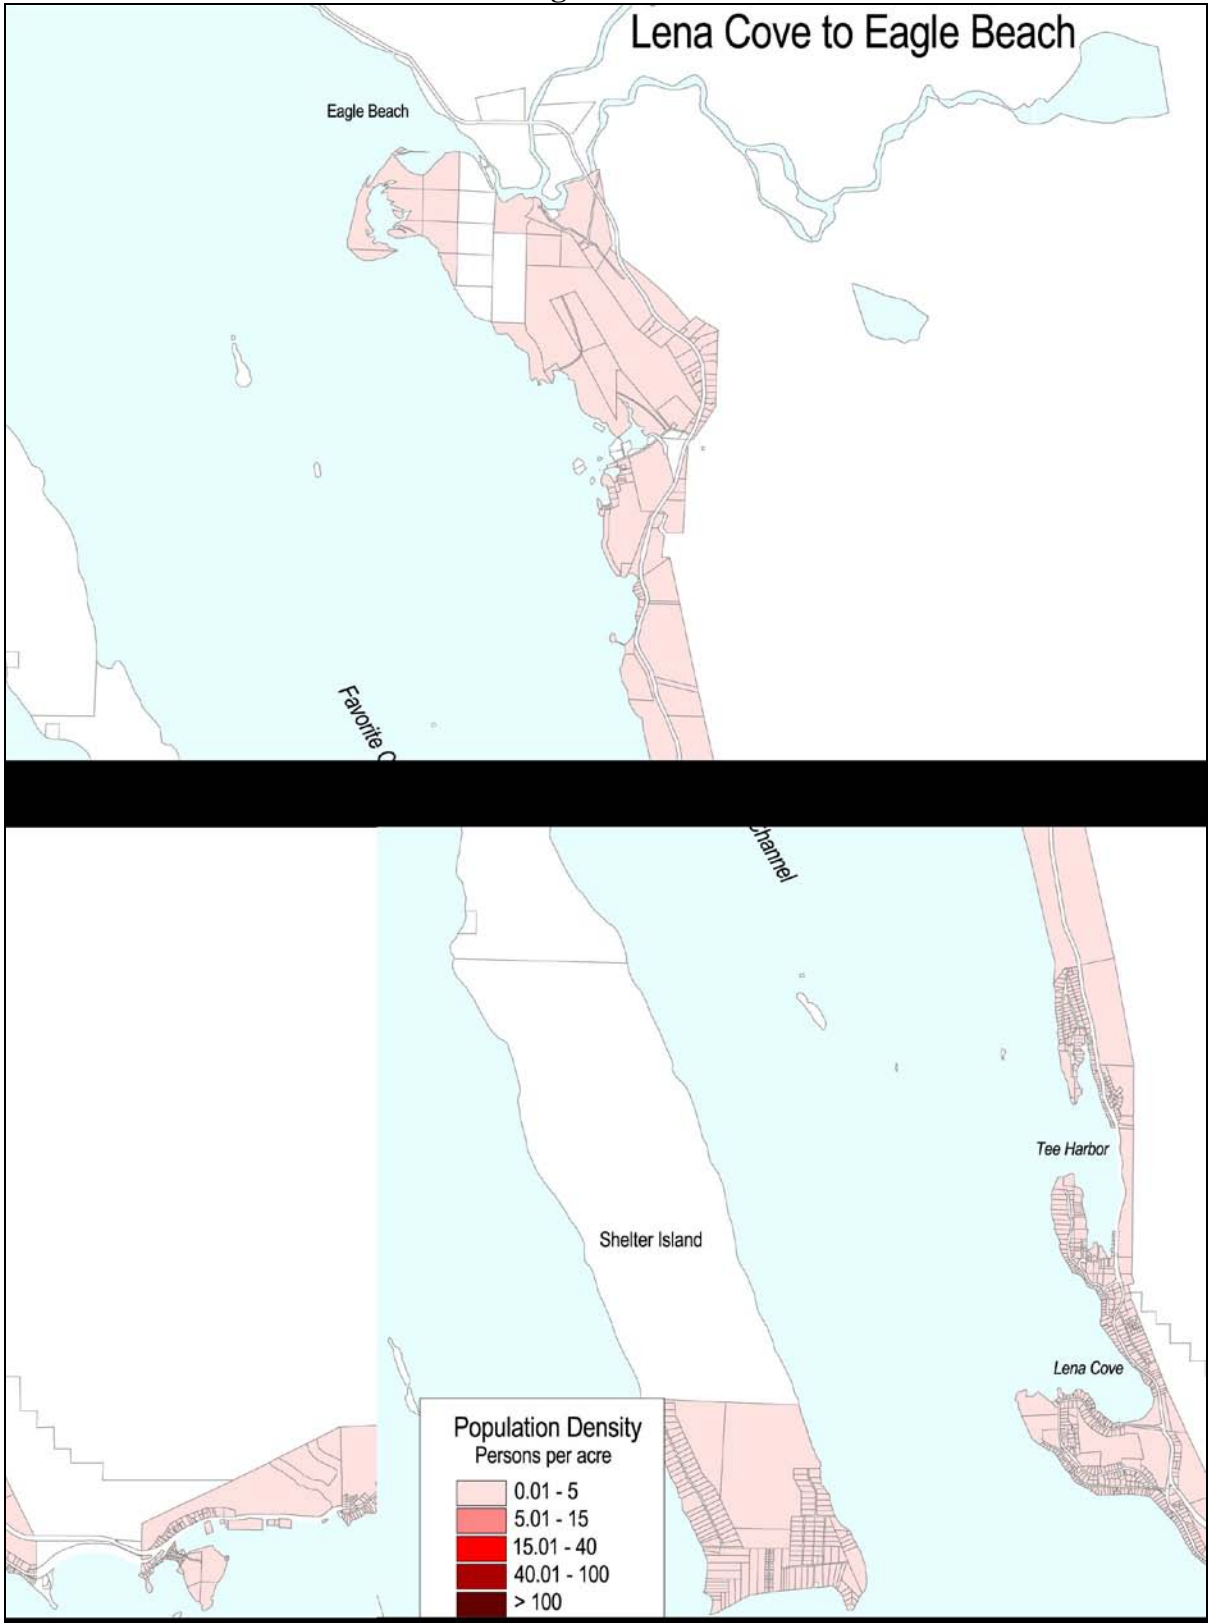 Lena Cove to Eagle Beach
Eagle Beach
Favorite C
Channel
Tee Harbor
Shelter Island
Lena Cove
Population Density
Persons per acre
0.01 - 5
5.01 - 15
15.01 - 40
40.01 - 100
> 100